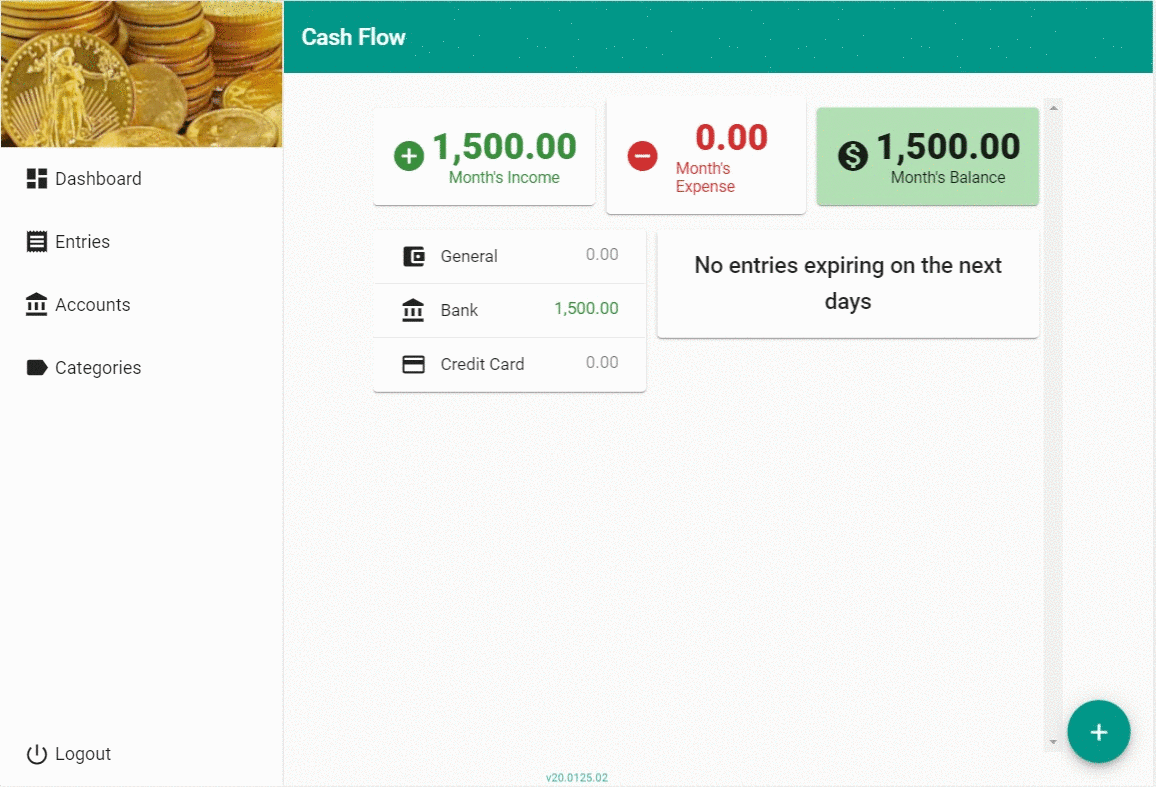 Cash Flow
Dashboard
Entries
Accounts
Categories
Logout
1,500.00
Month's Income
0.00
Month's
Expense
1,500.00
Month's Balance
General 0.00
Bank 1,500.00
Credit Card 0.00
No entries expiring on the next
days
v20.0125.02